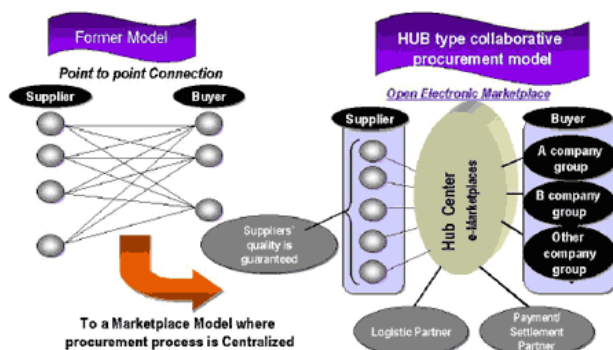 Former Model
Point to point Connection
Supplier
Buyer
To a Marketplace Model where
procurement process is Centralized
HUB type collaborative
procurement model
Open Electronic Marketplace
Supplier
Buyer
Suppliers'
quality is
guaranteed
Hub Center
e-Marketplaces
A company
group
B company
group
Other
company
group
Logistic Partner
Payment/
Settlement
Partner